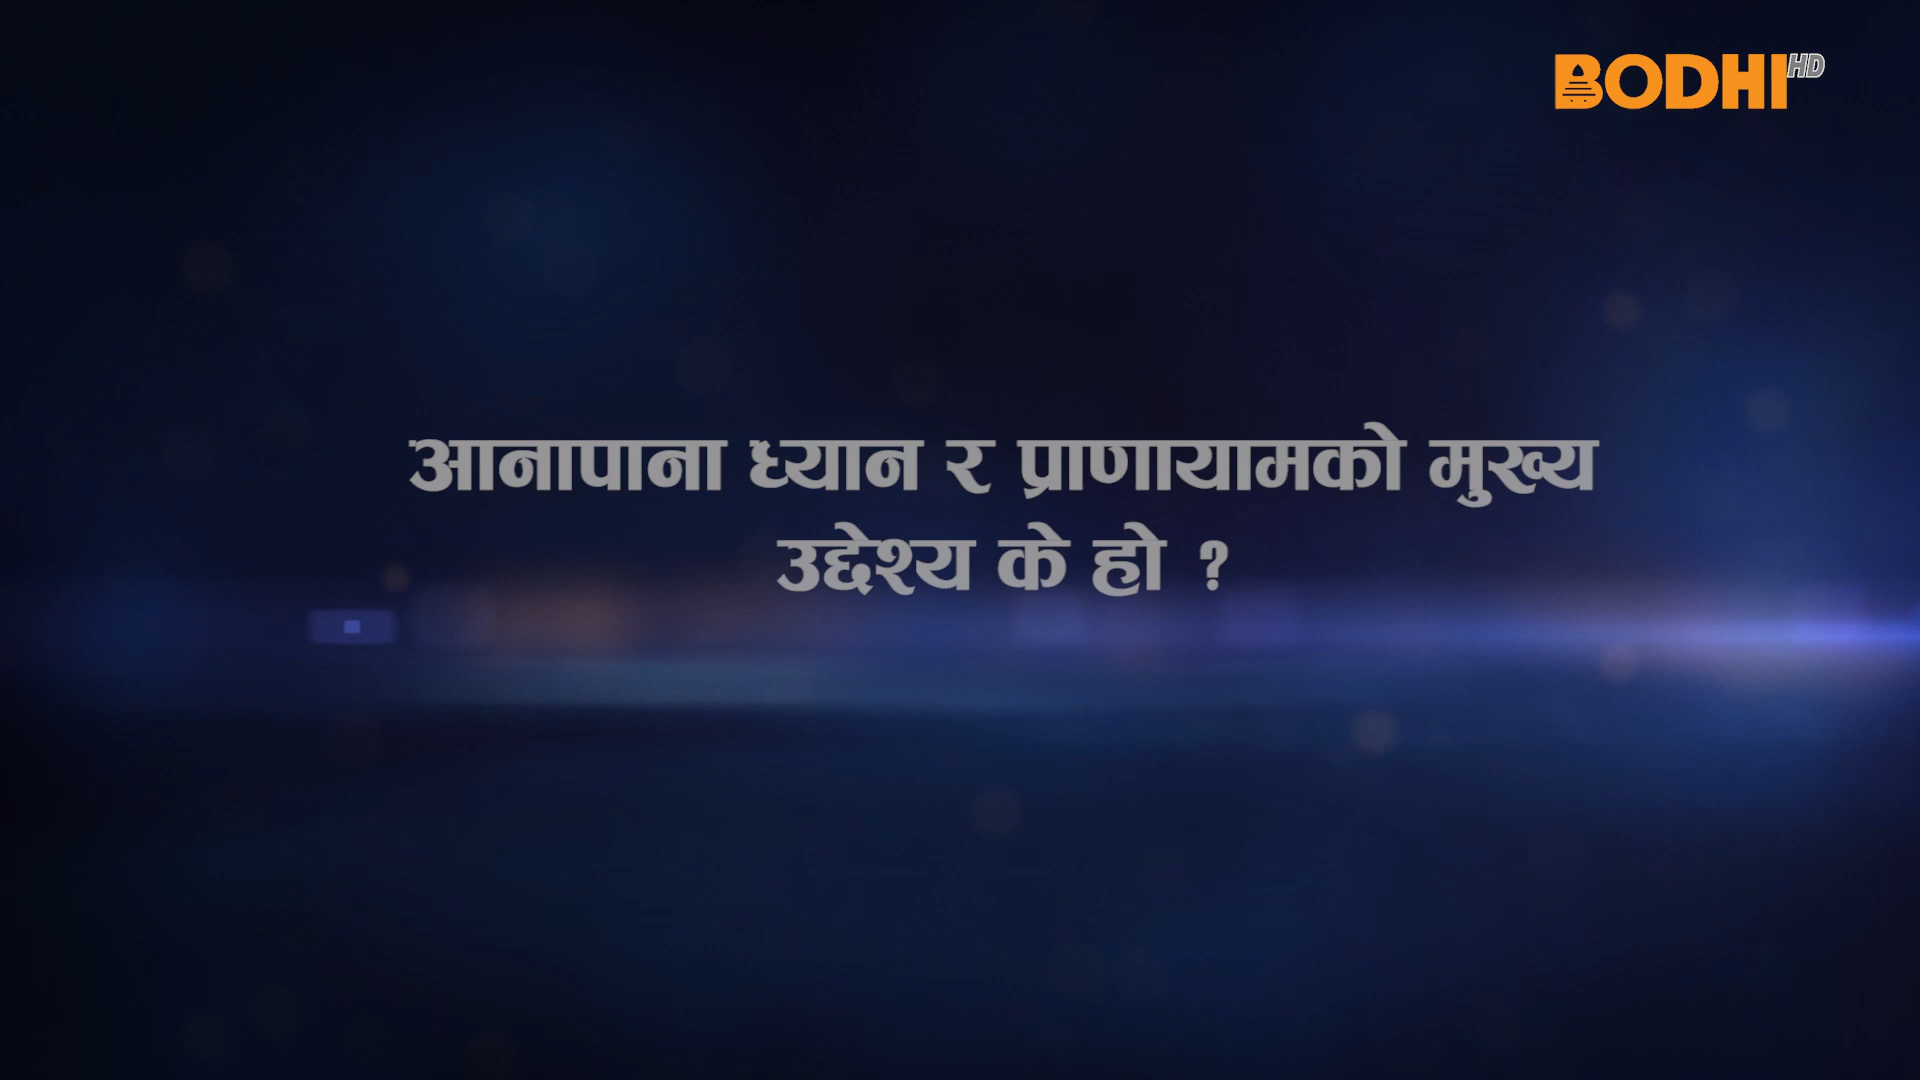 BODHI HD
आनापाना ध्यान र प्राणायामको मुख्य
उद्देश्य के हो ?